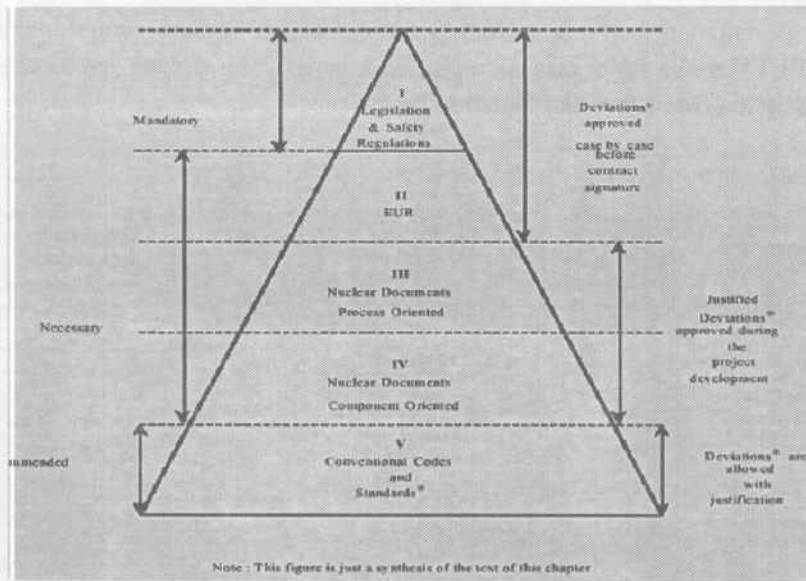 I
Legislation
& Safety
Regulations
Mandatory
Deviations*
approved
case by case
before
contract
signature
II
EUR
III
Nuclear Documents
Process Oriented
Necessary
Justified
Deviations*
approved during
the
project
development
IV
Nuclear Documents
Component Oriented
mmended
V
Conventional Codes
and
Standards*
Deviations* are
allowed
with
justification
Note : This figure is just a synthesis of the text of this chapter